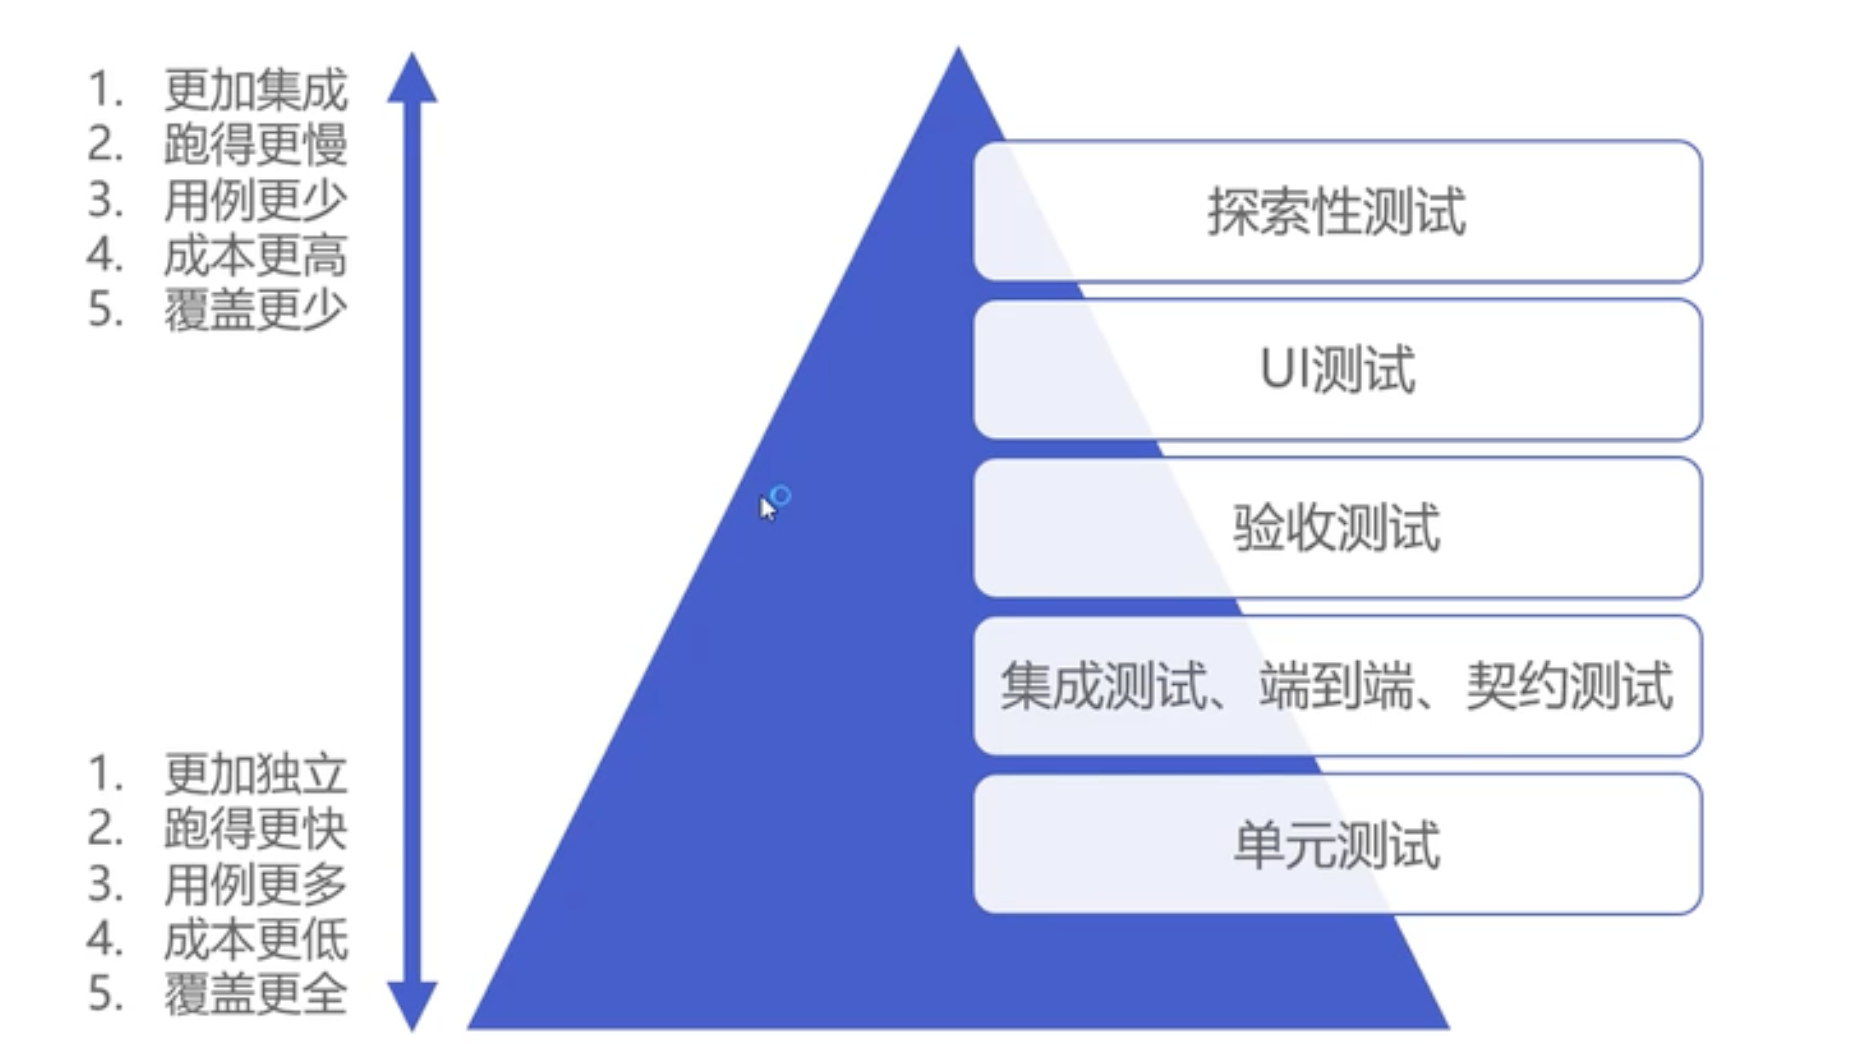 1. 更加集成
2. 跑得更慢
3. 用例更少
4. 成本更高
5. 覆盖更少
探索性测试
UI测试
验收测试
集成测试、端到端、契约测试
单元测试
1. 更加独立
2. 跑得更快
3. 用例更多
4. 成本更低
5. 覆盖更全